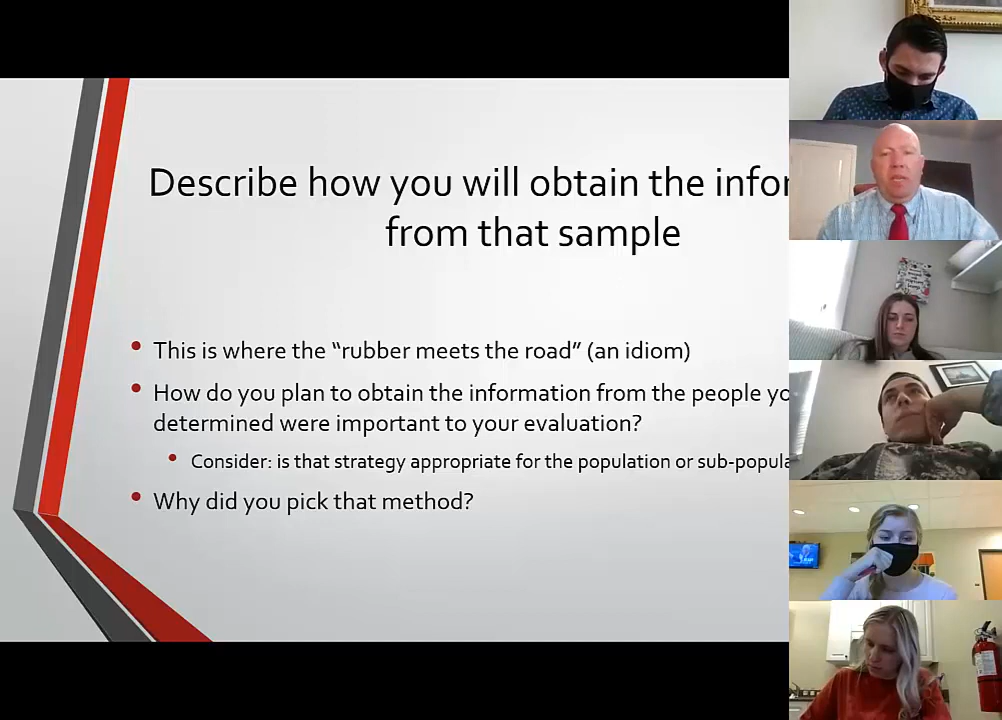 Describe how you will obtain the infor
from that sample
This is where the “rubber meets the road” (an idiom)
How do you plan to obtain the information from the people yo
determined were important to your evaluation?
Consider: is that strategy appropriate for the population or sub-popula
Why did you pick that method?